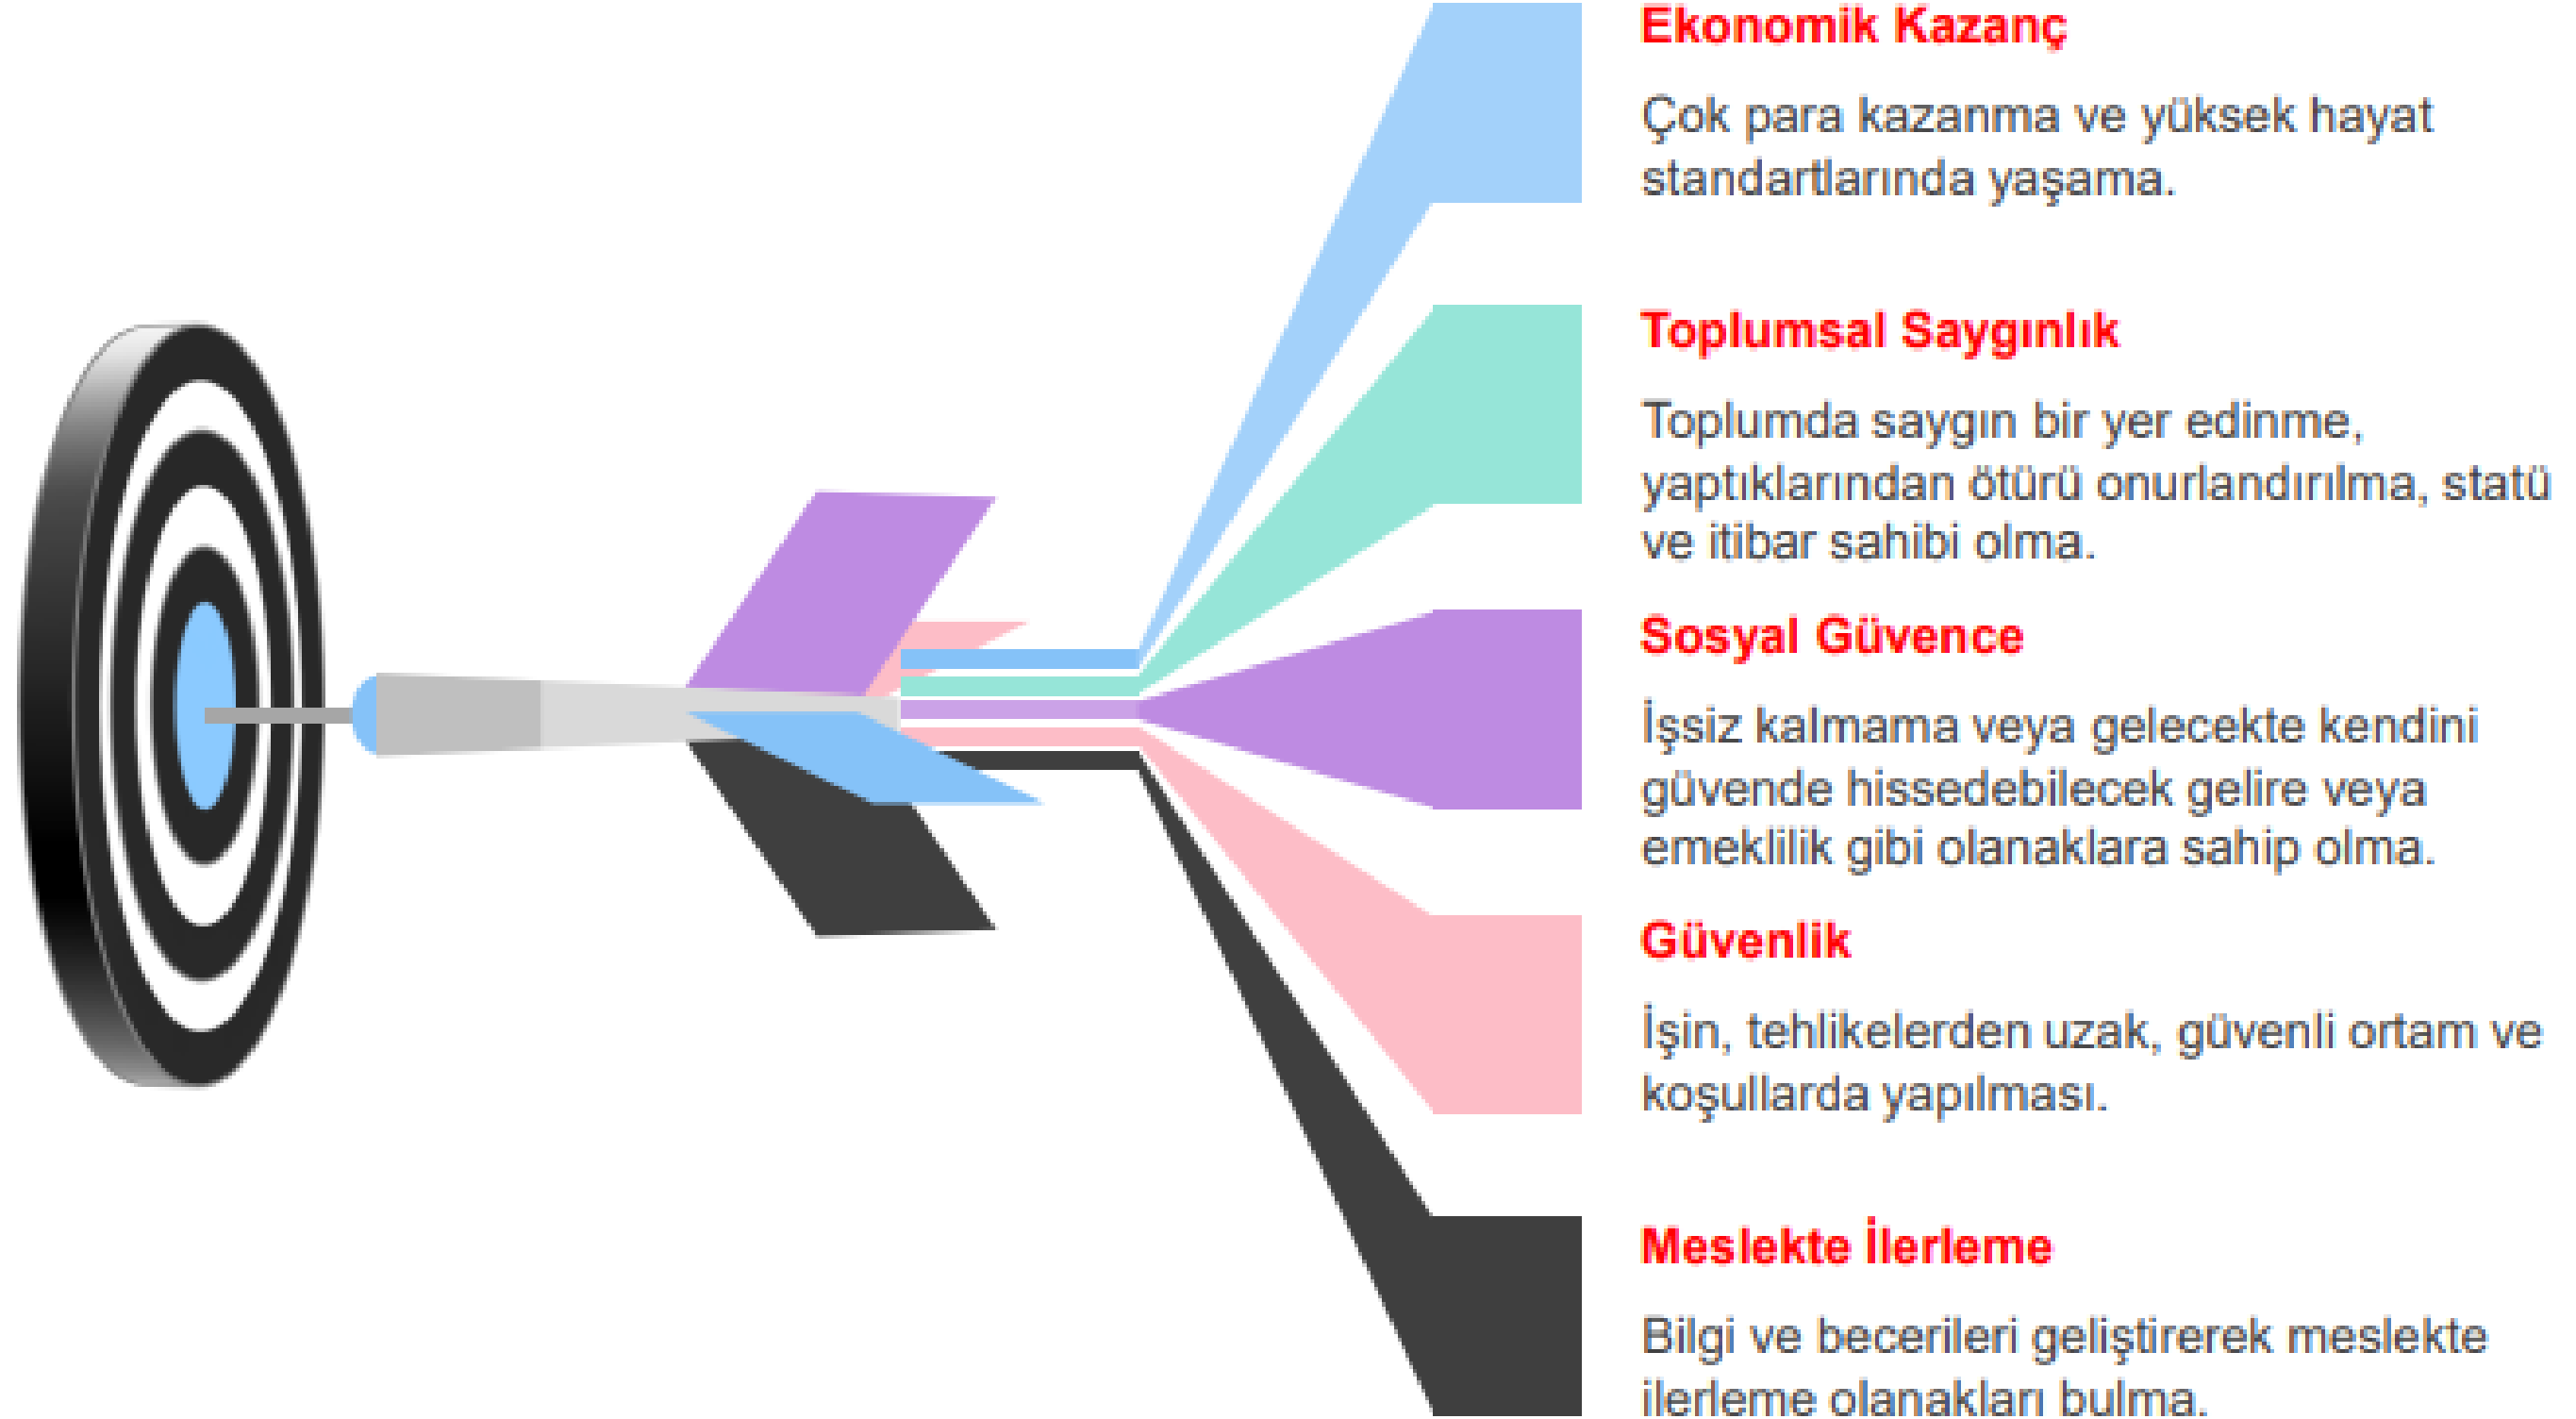 Ekonomik Kazanç
Çok para kazanma ve yüksek hayat
standartlarında yaşama.
Toplumsal Saygınlık
Toplumda saygın bir yer edinme,
yaptıklarından ötürü onurlandırılma, statü
ve itibar sahibi olma.
Sosyal Güvence
İşsiz kalmama veya gelecekte kendini
güvende hissedebilecek gelire veya
emeklilik gibi olanaklara sahip olma.
Güvenlik
İşin, tehlikelerden uzak, güvenli ortam ve
koşullarda yapılması.
Meslekte İlerleme
Bilgi ve becerileri geliştirerek meslekte
ilerleme olanakları bulma.